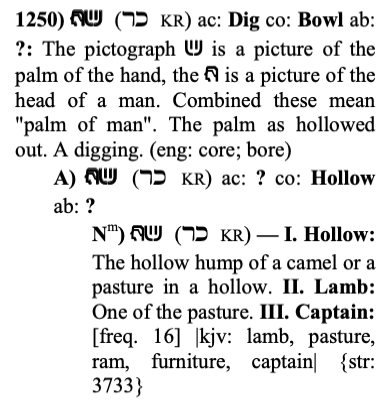 1250) (כר KR) ac: Dig co: Bowl ab:
?: The pictograph is a picture of the
palm of the hand, the is a picture of the
head of a man. Combined these mean
"palm of man". The palm as hollowed
out. A digging. (eng: core; bore)
A) (כר KR) ac: ? co: Hollow
ab: ?
Nᵐ) (כר KR) — I. Hollow:
The hollow hump of a camel or a
pasture in a hollow. II. Lamb:
One of the pasture. III. Captain:
[freq. 16] |kjv: lamb, pasture,
ram, furniture, captain| {str:
3733}